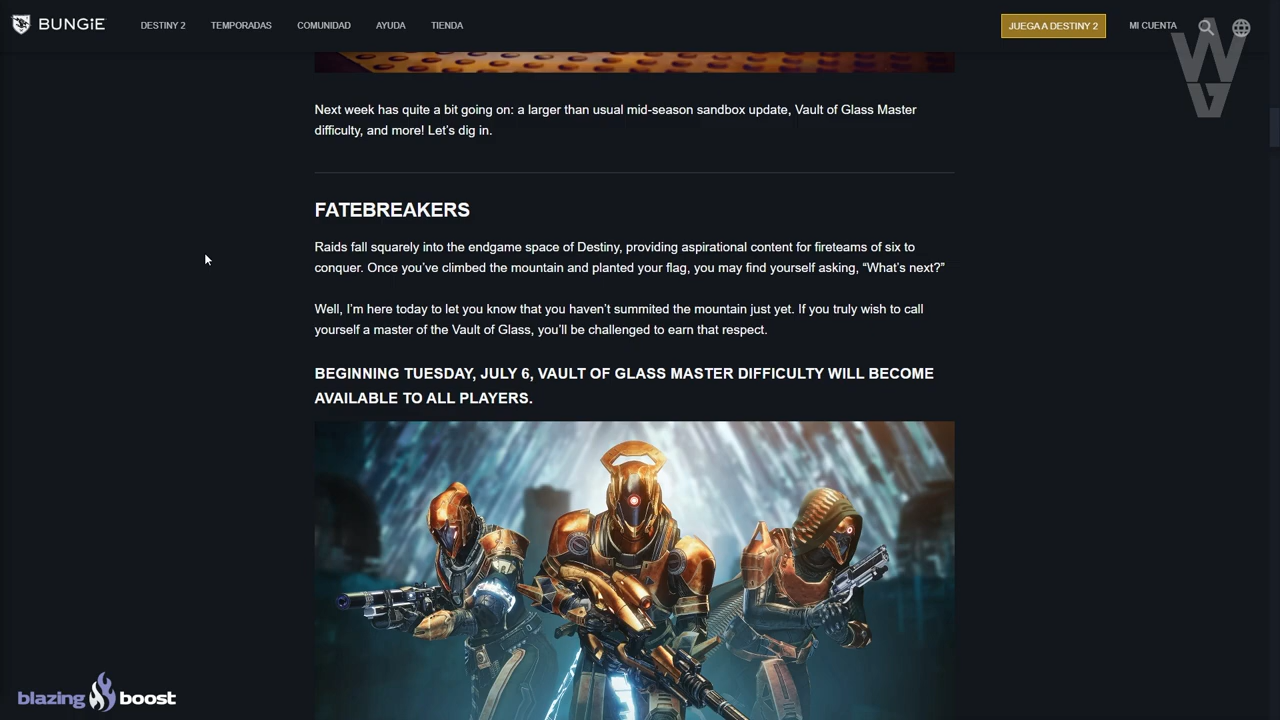 BUNGiE DESTINY 2 TEMPORADAS COMUNIDAD AYUDA TIENDA JUEGA A DESTINY 2 MI CUENTA
Next week has quite a bit going on: a larger than usual mid-season sandbox update, Vault of Glass Master
difficulty, and more! Let's dig in.
FATEBREAKERS
Raids fall squarely into the endgame space of Destiny, providing aspirational content for fireteams of six to
conquer. Once you've climbed the mountain and planted your flag, you may find yourself asking, “What's next?”
Well, I'm here today to let you know that you haven't summited the mountain just yet. If you truly wish to call
yourself a master of the Vault of Glass, you'll be challenged to earn that respect.
BEGINNING TUESDAY, JULY 6, VAULT OF GLASS MASTER DIFFICULTY WILL BECOME
AVAILABLE TO ALL PLAYERS.
blazing boost